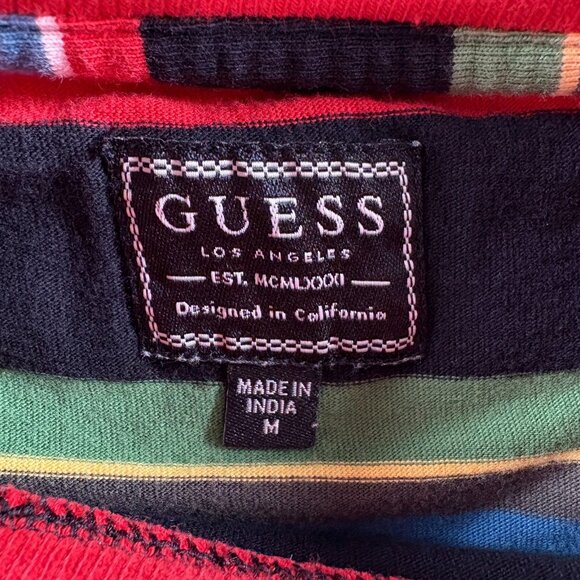 GUESS
LOS ANGELES
EST. MCMLXXXI
Designed in California
MADE IN
INDIA
M